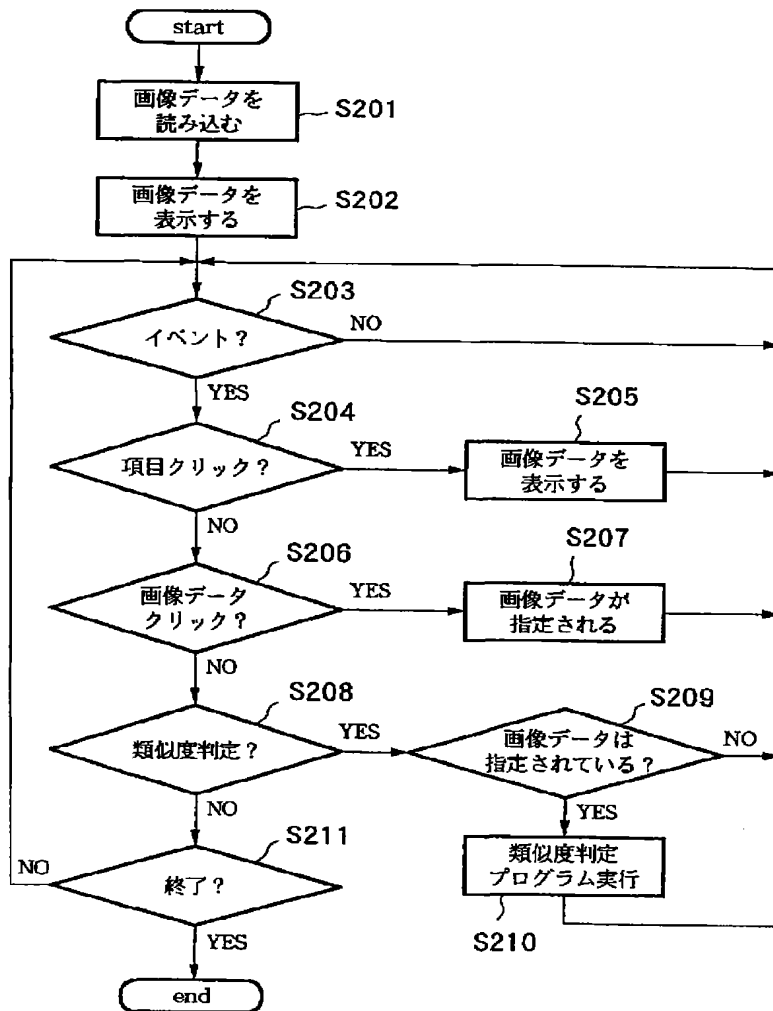 start
画像データを
読み込む
S201
画像データを
表示する
S202
S203
イベント?
NO
YES
S204
項目クリック?
YES
S205
画像データを
表示する
NO
S206
画像データ
クリック?
YES
S207
画像データが
指定される
NO
S208
類似度判定?
YES
S209
画像データは
指定されている?
NO
YES
NO
類似度判定
プログラム実行
S210
S211
終了?
NO
YES
end